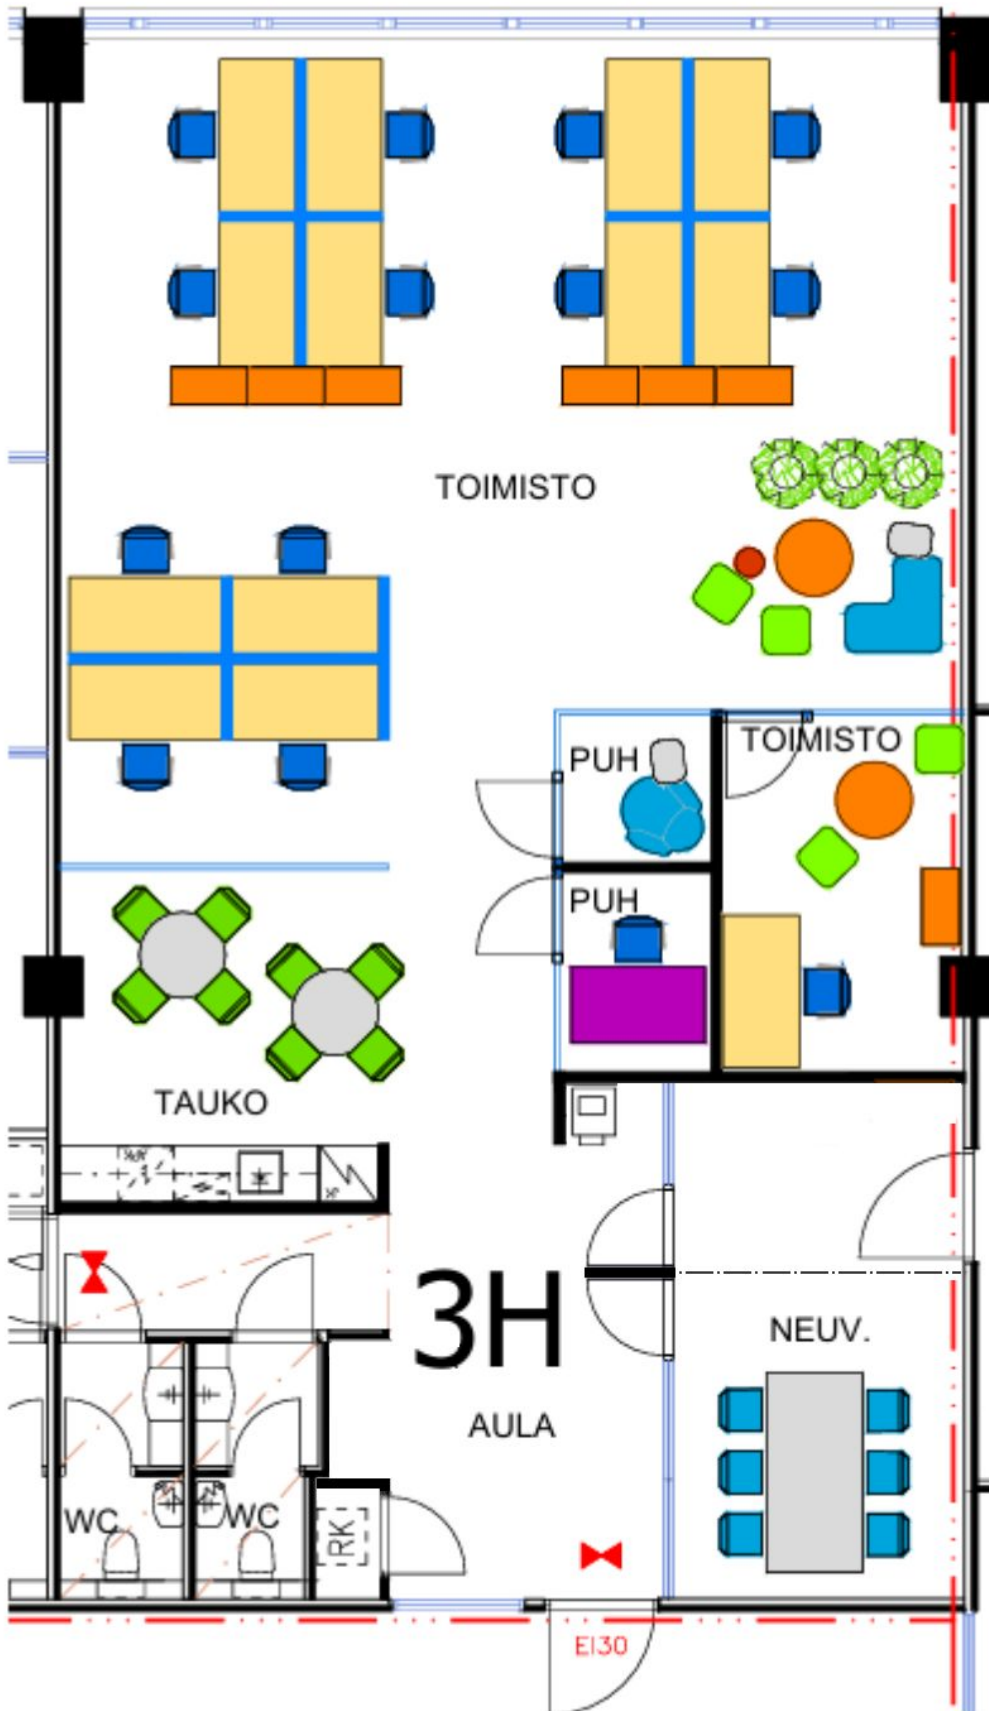 TOIMISTO
PUH
TOIMISTO
PUH
TAUKO
3H
NEUV.
AULA
WC
WC
RK
EI30